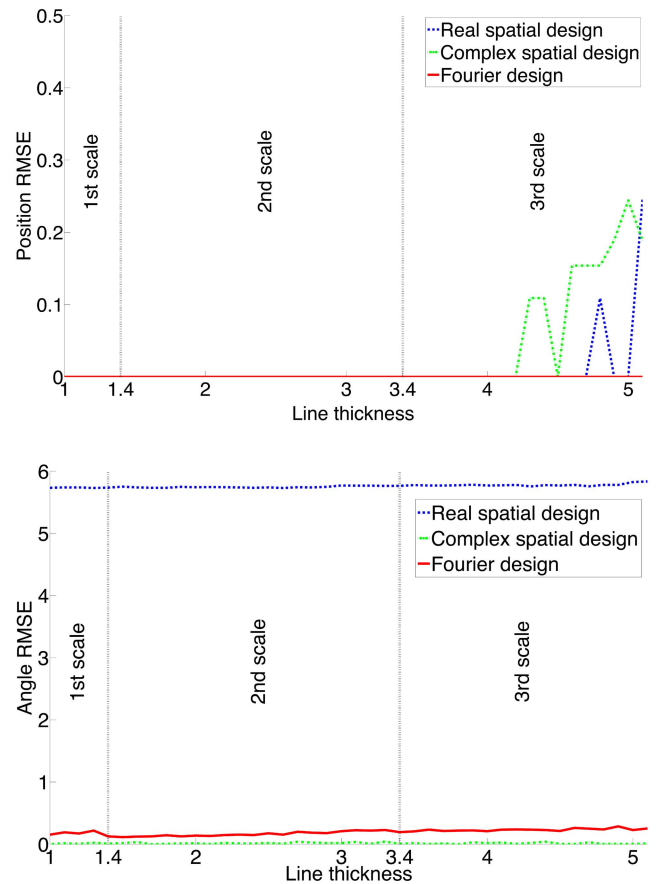 0.5
Real spatial design
Complex spatial design
Fourier design
0.4
0.3
0.2
0.1
0
Position RMSE
1st scale
2nd scale
3rd scale
1
1.4
2
3
3.4
4
5
Line thickness
6
5
4
3
2
1
0
Angle RMSE
Real spatial design
Complex spatial design
Fourier design
1st scale
2nd scale
3rd scale
1
1.4
2
3
3.4
4
5
Line thickness